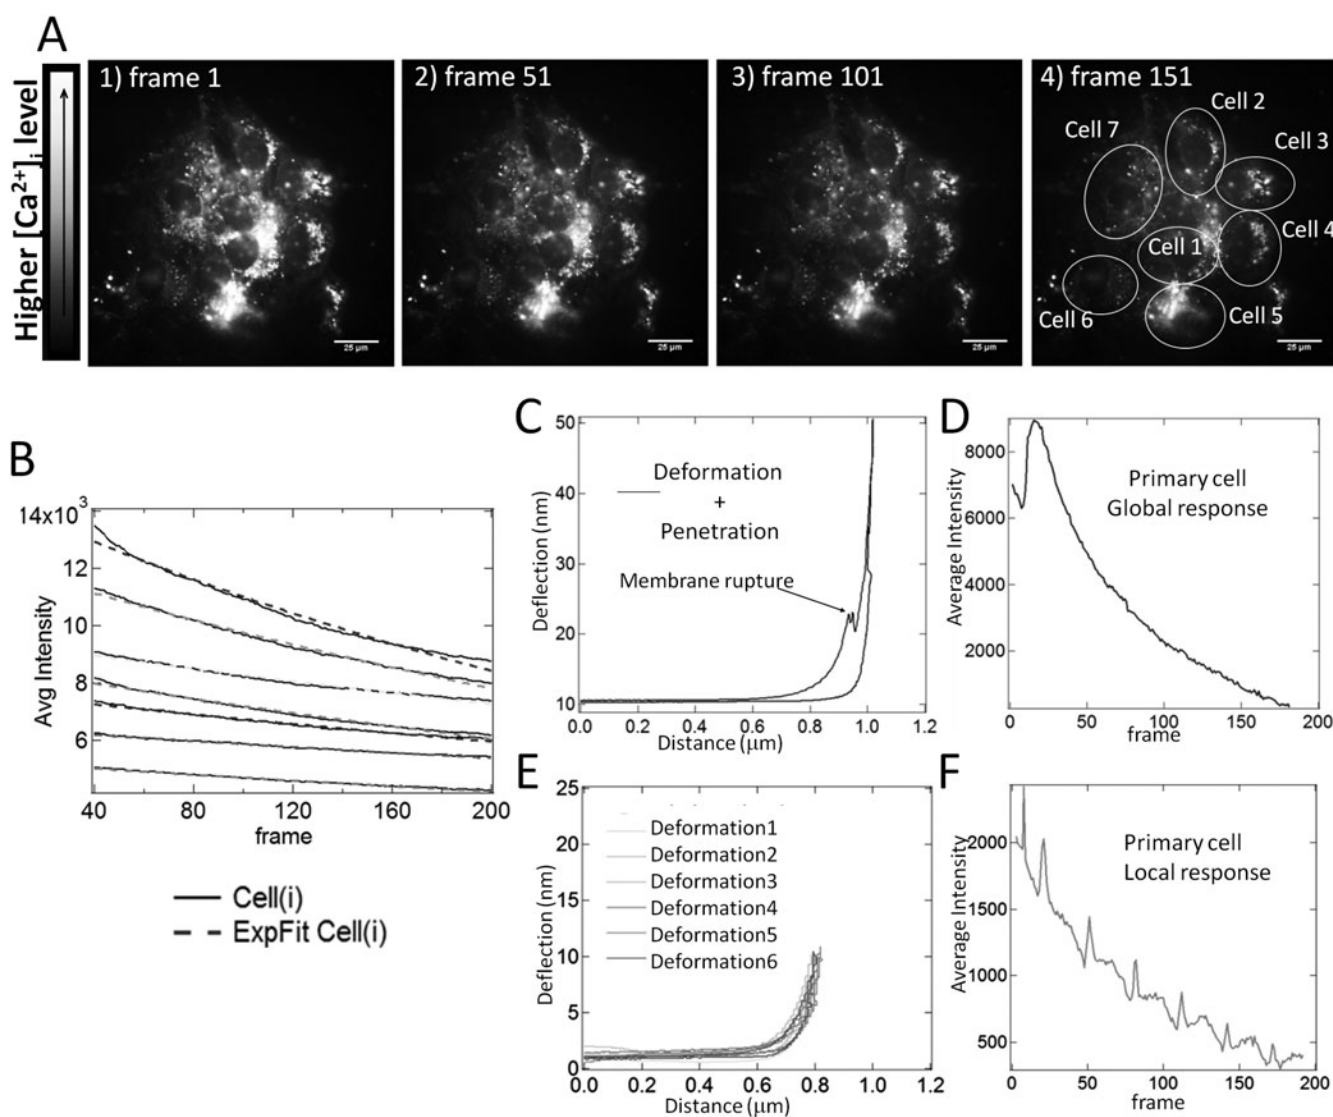 A
Higher [Ca2+]i level
1) frame 1
2) frame 51
3) frame 101
4) frame 151
Cell 2
Cell 7
Cell 3
Cell 1
Cell 4
Cell 6
Cell 5
25 μm
25 μm
25 μm
25 μm
B
14x10³
12
10
8
6
Avg Intensity
40
80
120
160
200
frame
Cell(i)
ExpFit Cell(i)
C
50
40
30
20
10
Deflection (nm)
Deformation
+
Penetration
Membrane rupture
0.0
0.2
0.4
0.6
0.8
1.0
1.2
Distance (μm)
D
8000
6000
4000
2000
Average Intensity
Primary cell
Global response
0
50
100
150
200
frame
E
25
20
15
10
5
0
Deflection (nm)
Deformation1
Deformation2
Deformation3
Deformation4
Deformation5
Deformation6
0.0
0.2
0.4
0.6
0.8
1.0
1.2
Distance (μm)
F
2000
1500
1000
500
Average Intensity
Primary cell
Local response
0
50
100
150
200
frame